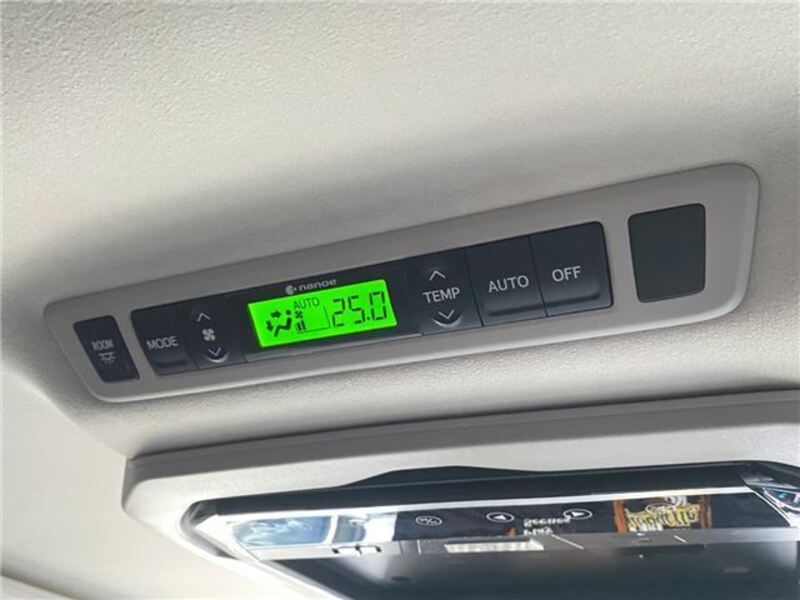 nanoe
ROOM
MODE
AUTO
25.0
TEMP
AUTO
OFF